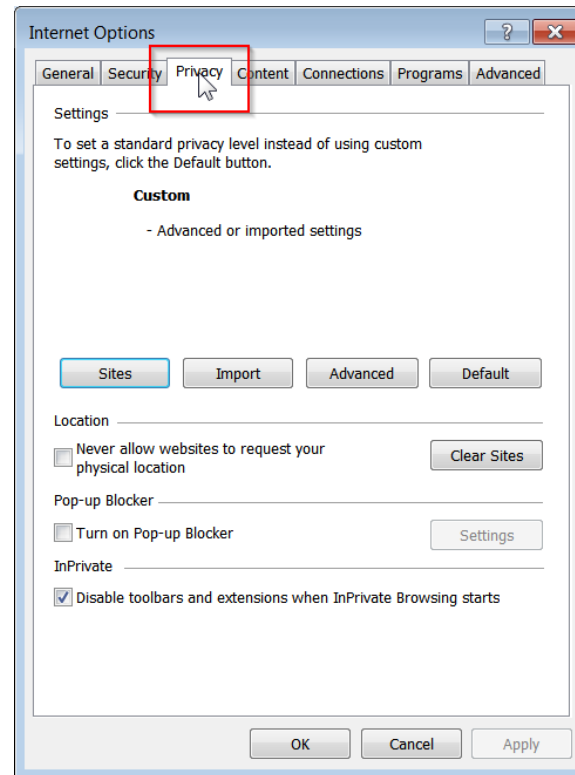 Internet Options
General Security Privacy Content Connections Programs Advanced
Settings
To set a standard privacy level instead of using custom
settings, click the Default button.
Custom
- Advanced or imported settings
Sites Import Advanced Default
Location
Never allow websites to request your
physical location
Clear Sites
Pop-up Blocker
Turn on Pop-up Blocker Settings
InPrivate
Disable toolbars and extensions when InPrivate Browsing starts
OK Cancel Apply